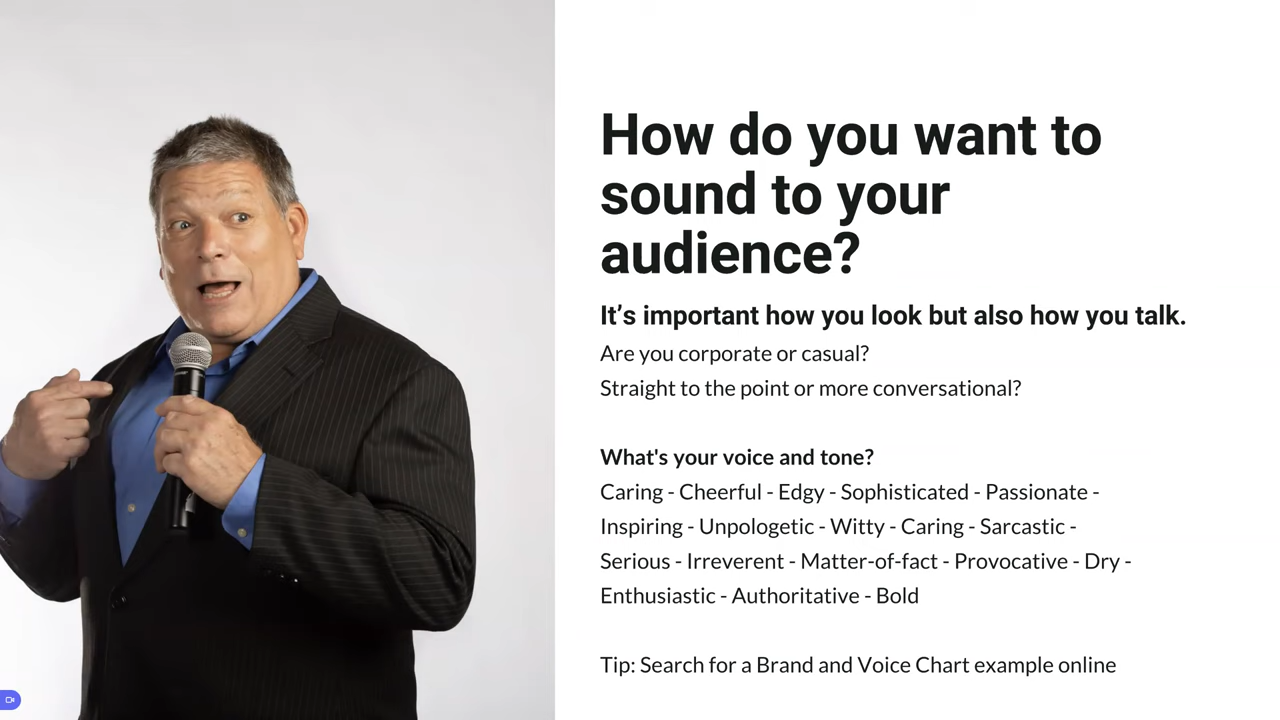 How do you want to
sound to your
audience?
It’s important how you look but also how you talk.
Are you corporate or casual?
Straight to the point or more conversational?
What's your voice and tone?
Caring - Cheerful - Edgy - Sophisticated - Passionate -
Inspiring - Unpologetic - Witty - Caring - Sarcastic -
Serious - Irreverent - Matter-of-fact - Provocative - Dry -
Enthusiastic - Authoritative - Bold
Tip: Search for a Brand and Voice Chart example online